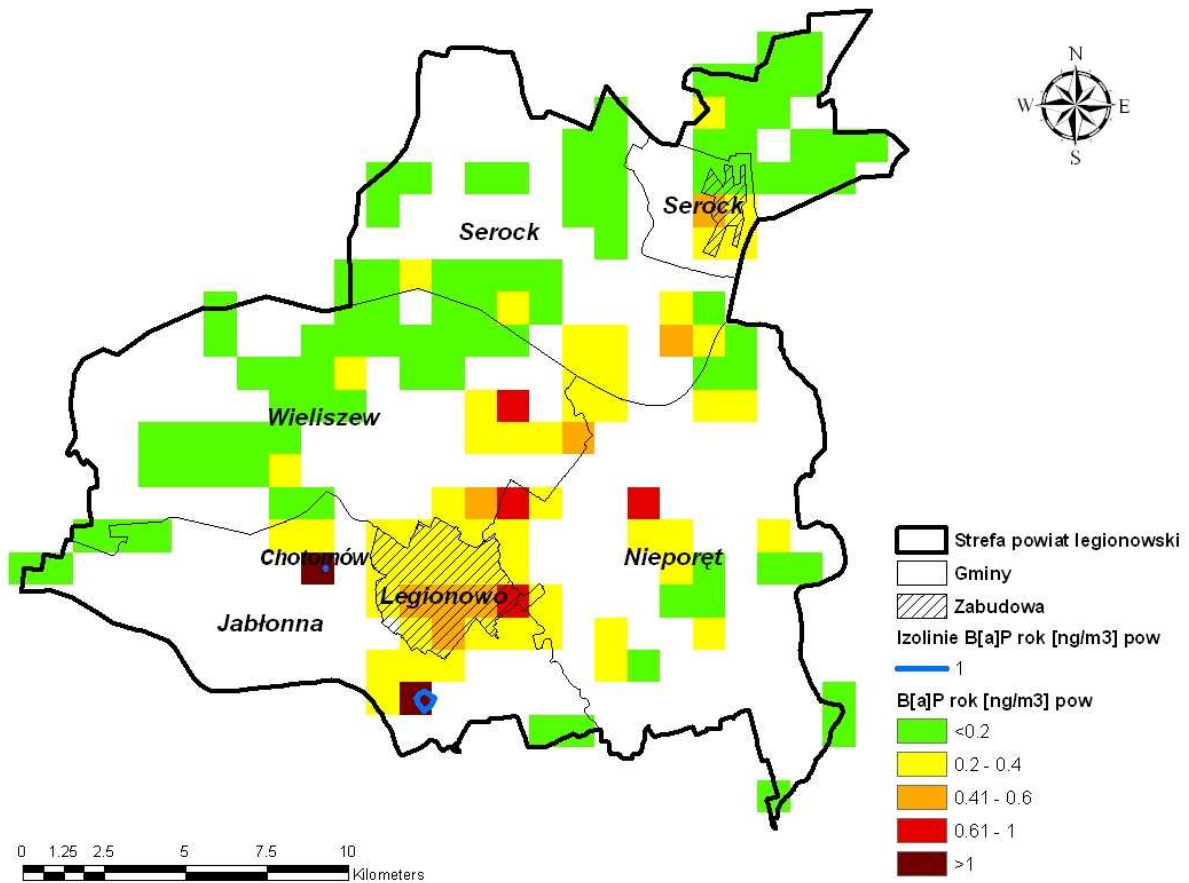 N
W E
S
Serock
Serock
Wieliszew
Chotomów
Nieporęt
Legionowo
Jabłonna
Strefa powiat legionowski
Gminy
Zabudowa
Izolinie B[a]P rok [ng/m3] pow
1
B[a]P rok [ng/m3] pow
<0.2
0.2 - 0.4
0.41 - 0.6
0.61 - 1
>1
0 1.25 2.5 5 7.5 10
Kilometers